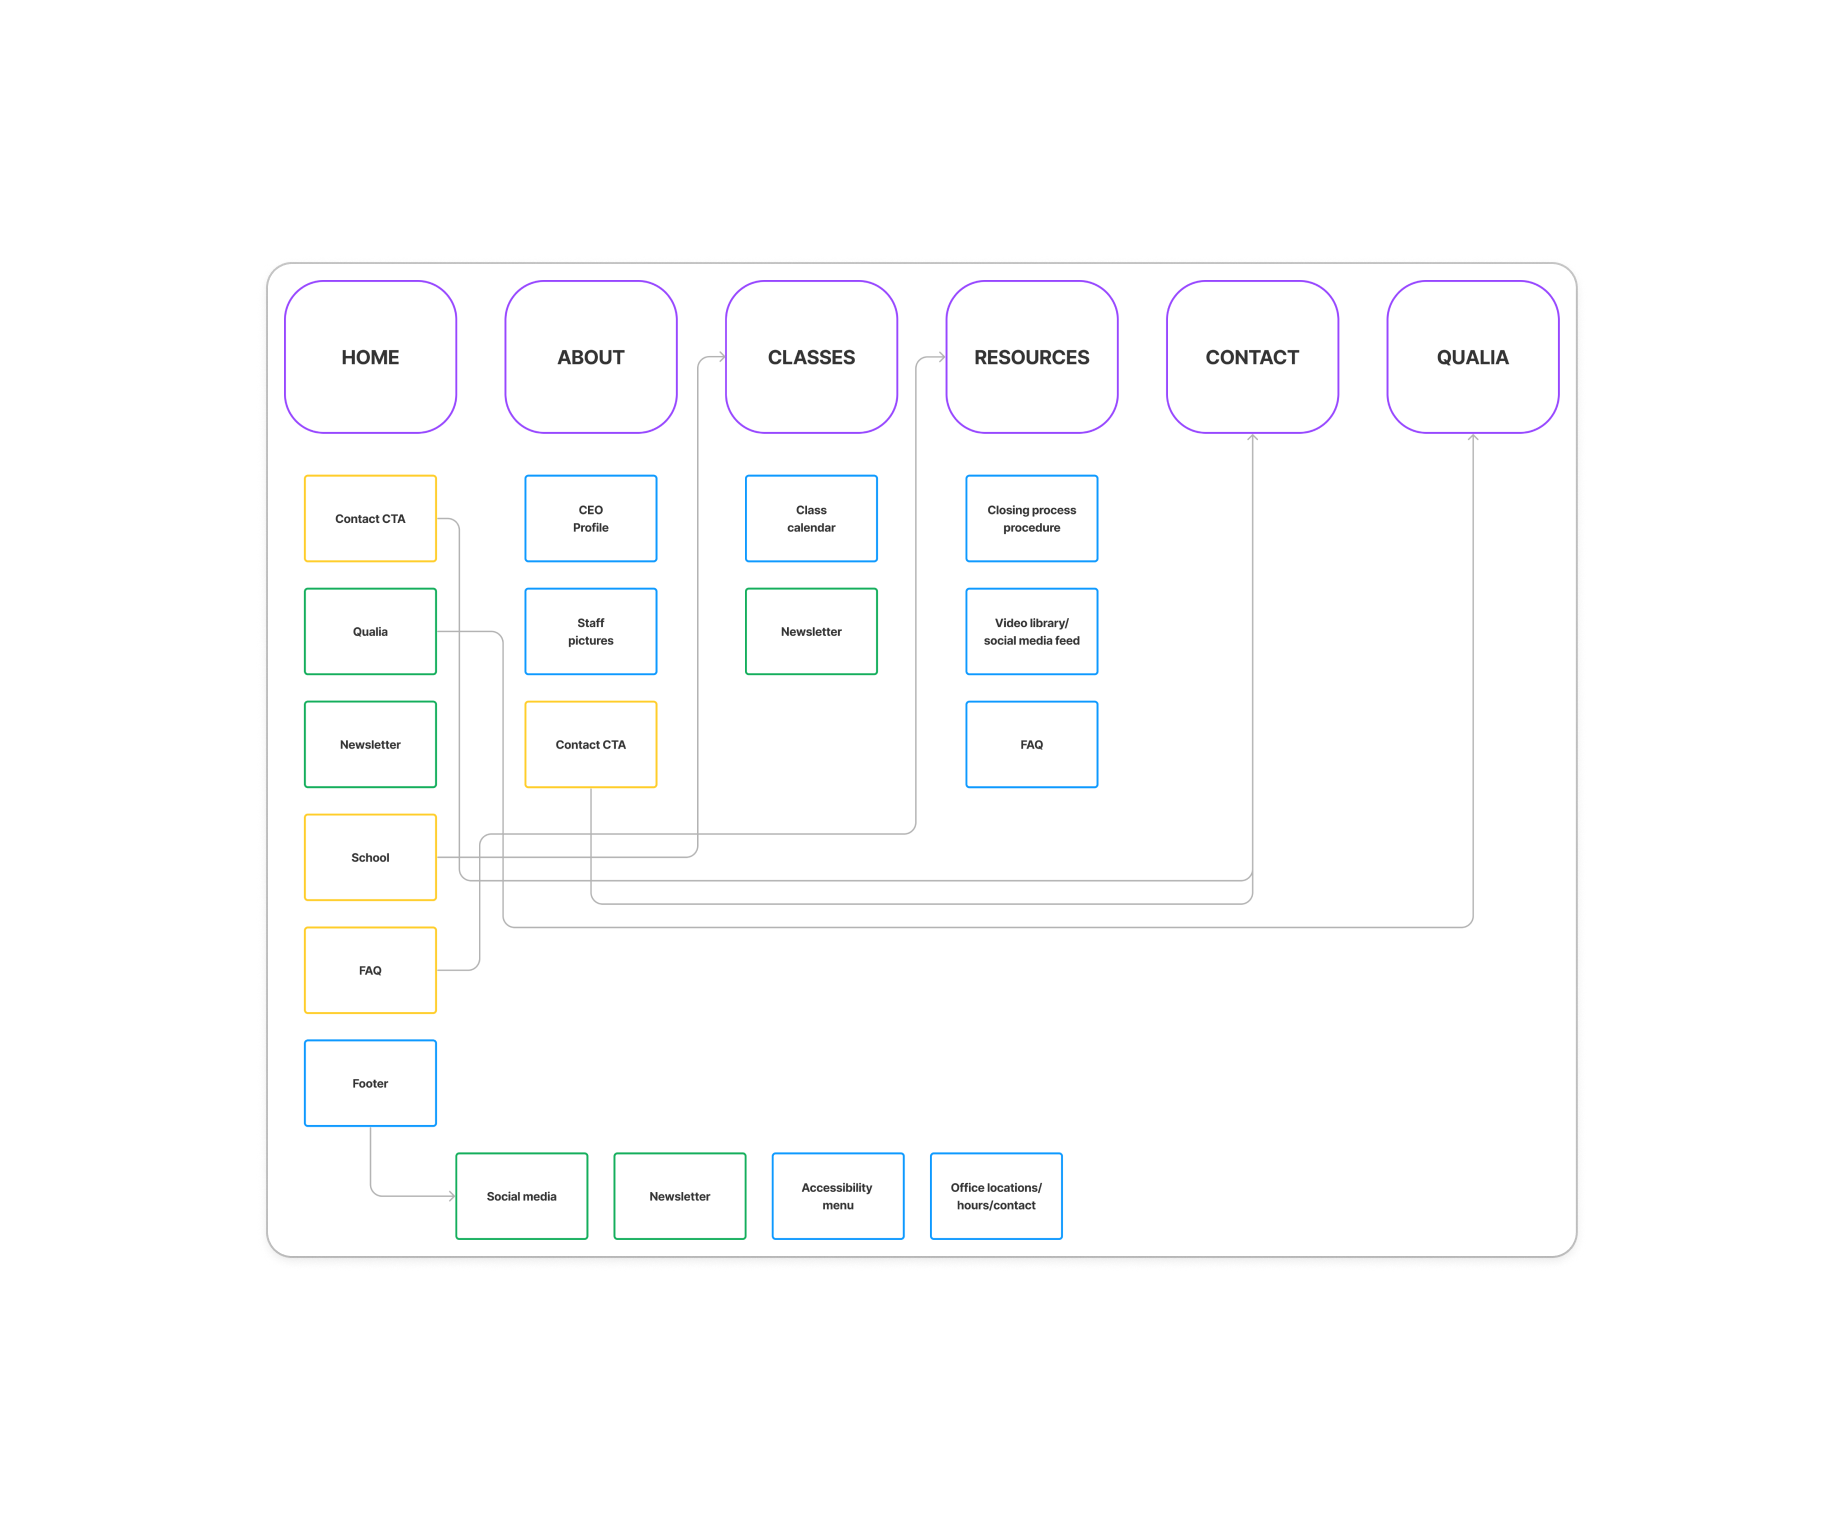 HOME
ABOUT
CLASSES
RESOURCES
CONTACT
QUALIA
Contact CTA
CEO
Profile
Class
calendar
Closing process
procedure
Qualia
Staff
pictures
Newsletter
Video library/
social media feed
Newsletter
Contact CTA
FAQ
School
FAQ
Footer
Social media
Newsletter
Accessibility
menu
Office locations/
hours/contact